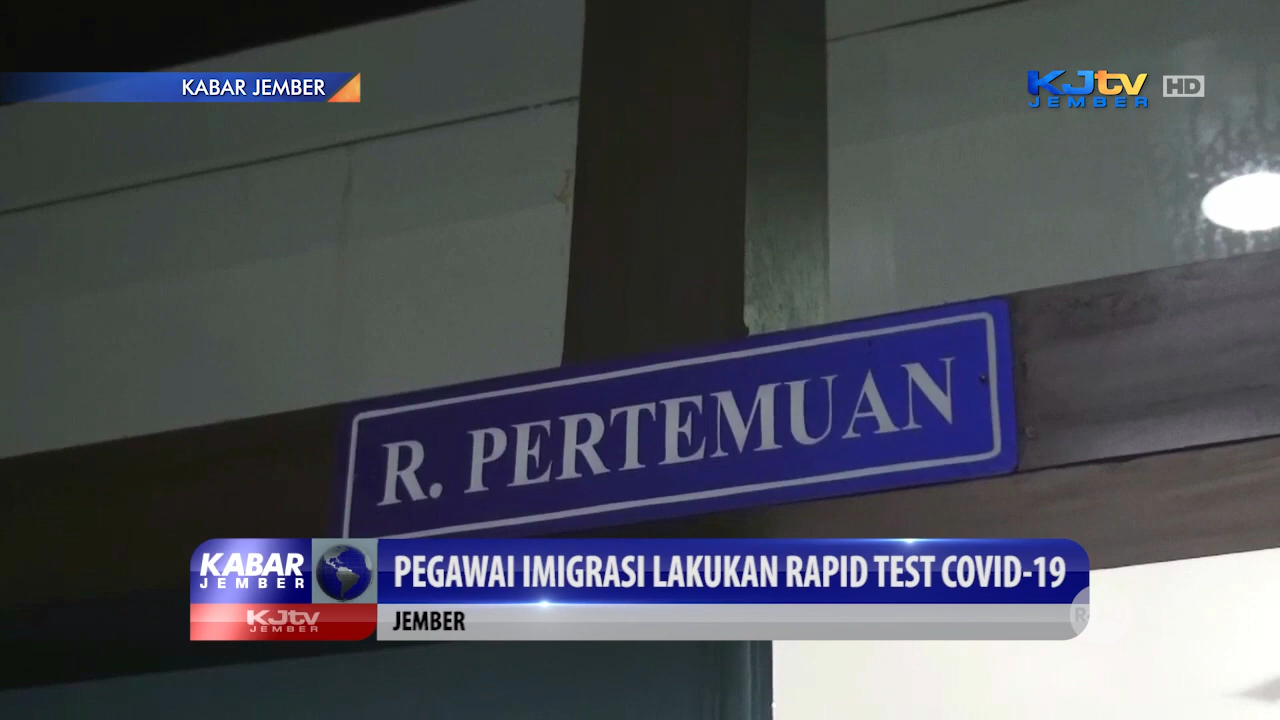 KABAR JEMBER
KJtv HD
JEMBER
R. PERTEMUAN
KABAR
JEMBER
PEGAWAI IMIGRASI LAKUKAN RAPID TEST COVID-19
KJtv
JEMBER
JEMBER